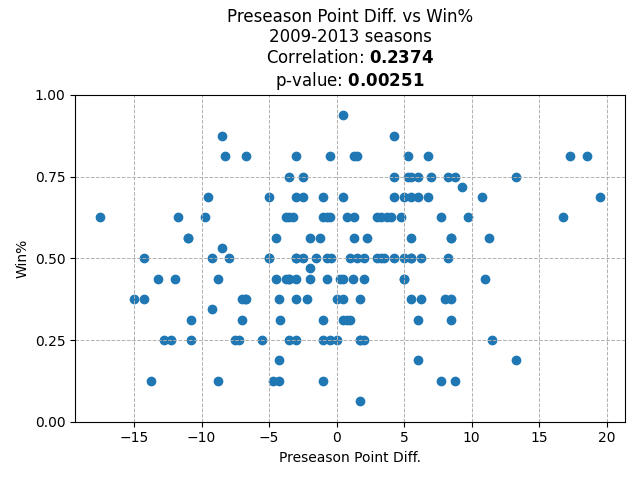 Preseason Point Diff. vs Win%
2009-2013 seasons
Correlation: 0.2374
p-value: 0.00251
1.00
0.75
0.50
0.25
0.00
Win%
−15 −10 −5 0 5 10 15 20
Preseason Point Diff.